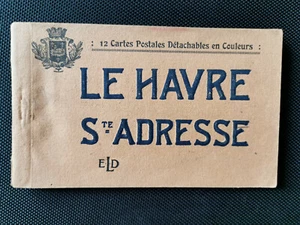 : 12 Cartes Postales Détachables en Couleurs :
LE HAVRE
STE ADRESSE
ELD